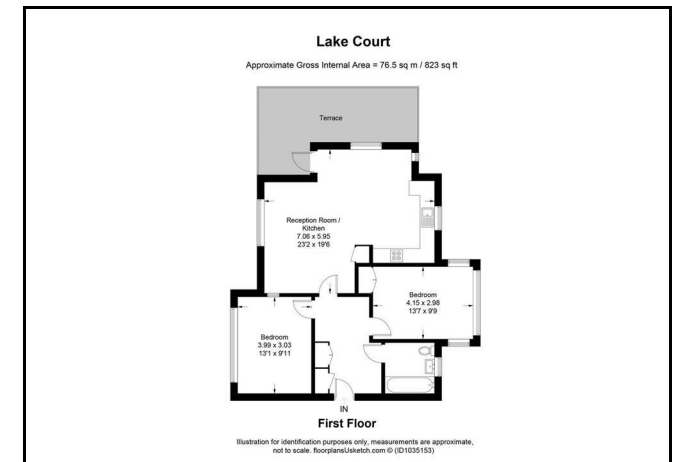 Lake Court
Approximate Gross Internal Area = 76.5 sq m / 823 sq ft
Terrace
Reception Room /
Kitchen
7.06 x 5.95
23'2 x 19'6
Bedroom
4.15 x 2.98
13'7 x 9'9
Bedroom
3.99 x 3.03
13'1 x 9'11
IN
First Floor
Illustration for identification purposes only, measurements are approximate,
not to scale. floorplansUsketch.com © (ID1035153)